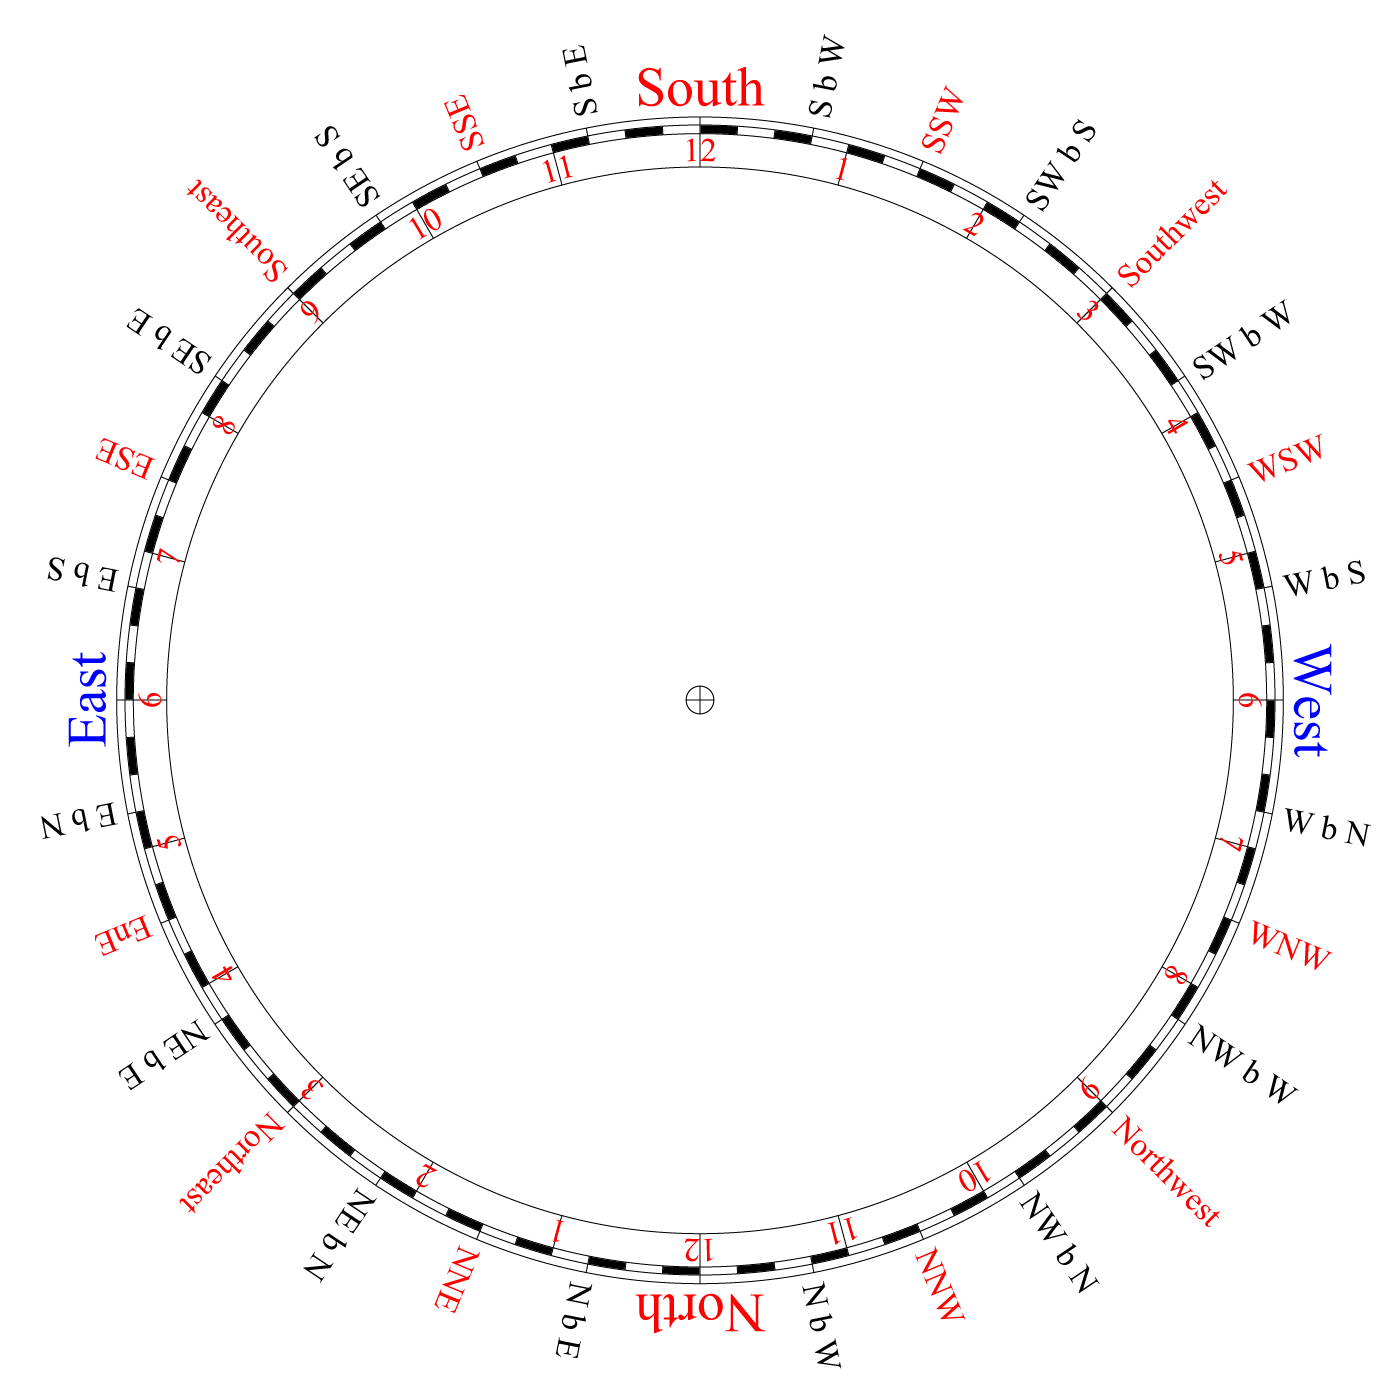 South
S b W
SSW
SW b S
Southwest
SW b W
WSW
W b S
West
W b N
WNW
NW b W
Northwest
NW b N
NNW
N b W
North
N b E
NNE
NE b N
Northeast
NE b E
EnE
E b N
East
E b S
ESE
SE b E
Southeast
SE b S
SSE
S b E
12
1
2
3
4
5
6
7
8
9
10
11
12
1
2
3
4
5
6
7
8
9
10
11